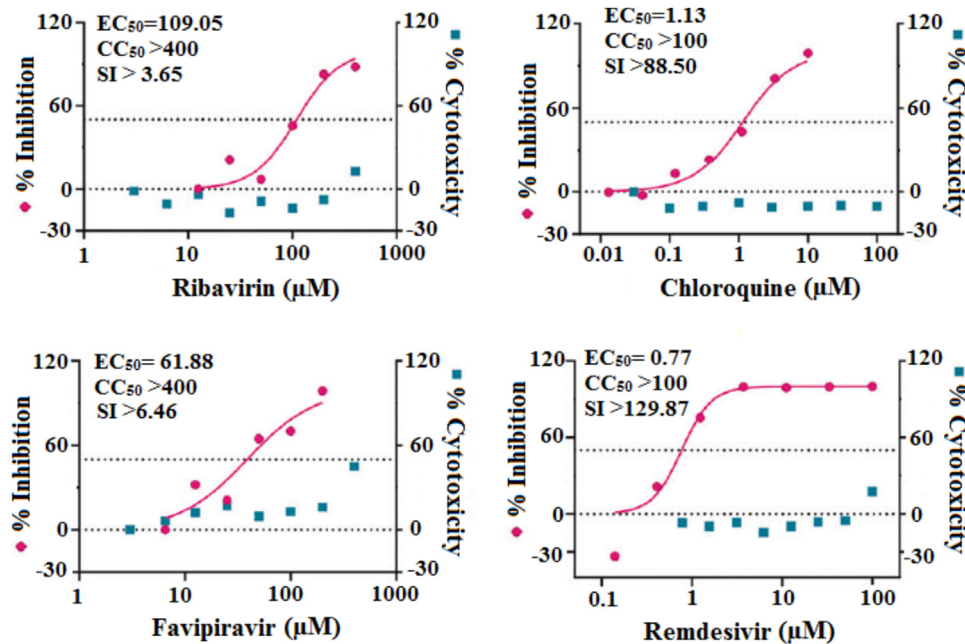 120
60
0
-30
% Inhibition
EC50=109.05
CC50 >400
SI > 3.65
120
60
0
-30
% Cytotoxicity
1
10
100
1000
Ribavirin (μM)
120
60
0
-30
% Inhibition
EC50=1.13
CC50 >100
SI >88.50
120
60
0
-30
% Cytotoxicity
0.01
0.1
1
10
100
Chloroquine (μM)
120
60
0
-30
% Inhibition
EC50= 61.88
CC50 >400
SI >6.46
120
60
0
-30
% Cytotoxicity
1
10
100
1000
Favipiravir (μM)
120
60
0
-30
% Inhibition
EC50= 0.77
CC50 >100
SI >129.87
120
60
0
-30
% Cytotoxicity
0.1
1
10
100
Remdesivir (μM)